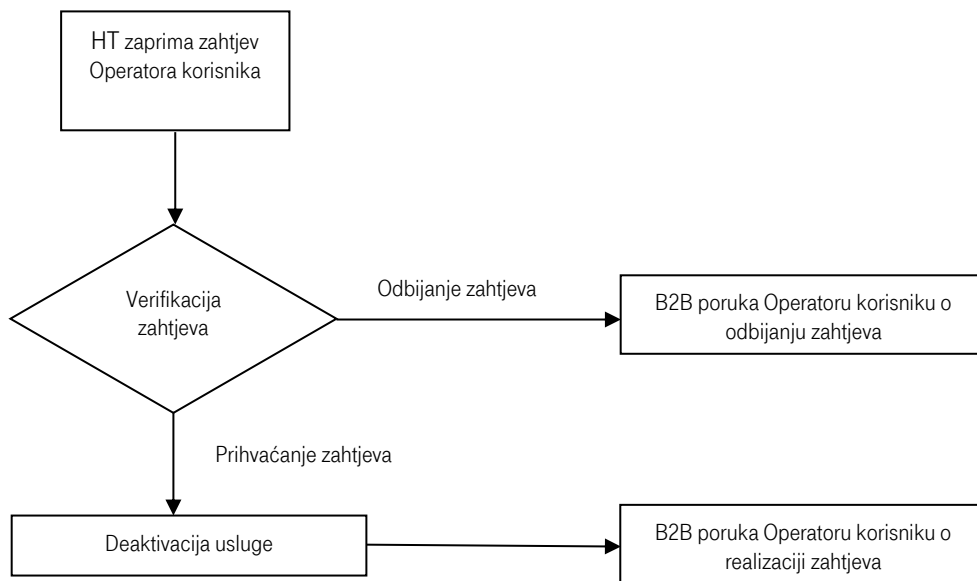 HT zaprima zahtjev
Operatora korisnika
Verifikacija
zahtjeva
Odbijanje zahtjeva
B2B poruka Operatoru korisniku o
odbijanju zahtjeva
Prihvaćanje zahtjeva
Deaktivacija usluge
B2B poruka Operatoru korisniku o
realizaciji zahtjeva